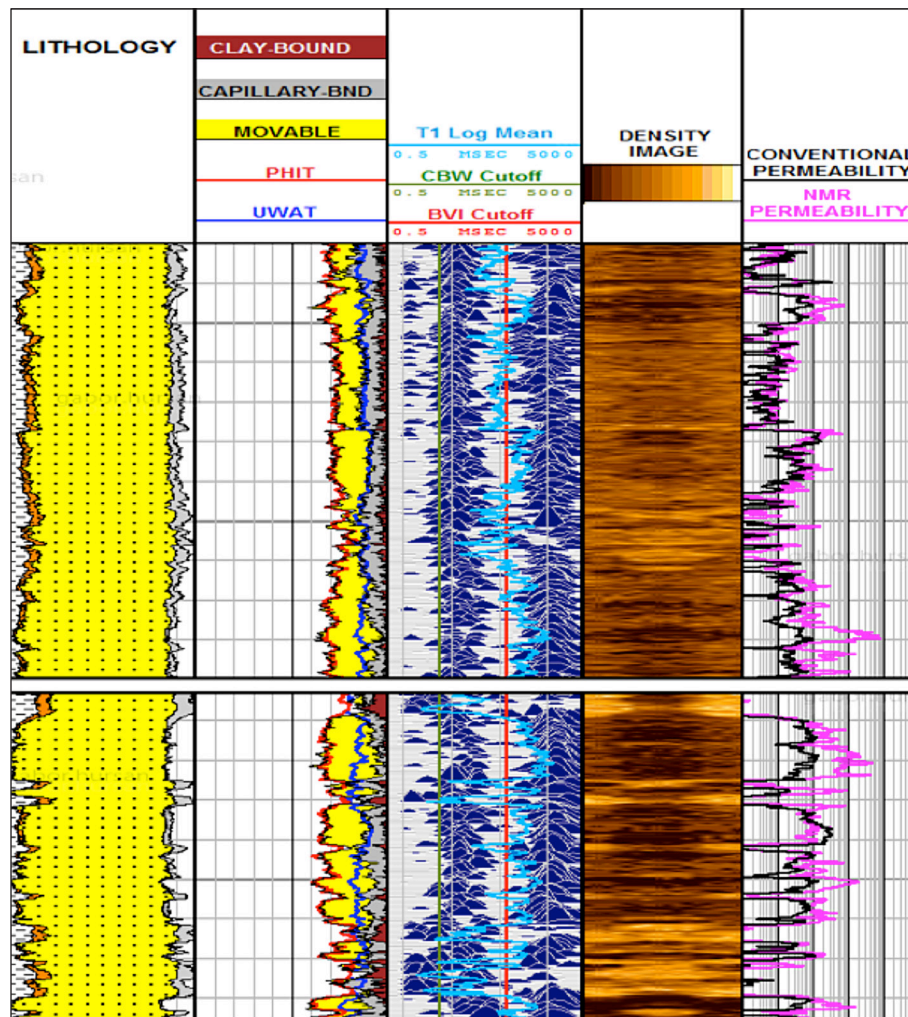 LITHOLOGY
CLAY-BOUND
CAPILLARY-BND
MOVABLE
PHIT
UWAT
T1 Log Mean
0.5 MSEC 5000
CBW Cutoff
0.5 MSEC 5000
BVI Cutoff
0.5 MSEC 5000
DENSITY
IMAGE
CONVENTIONAL
PERMEABILITY
NMR
PERMEABILITY